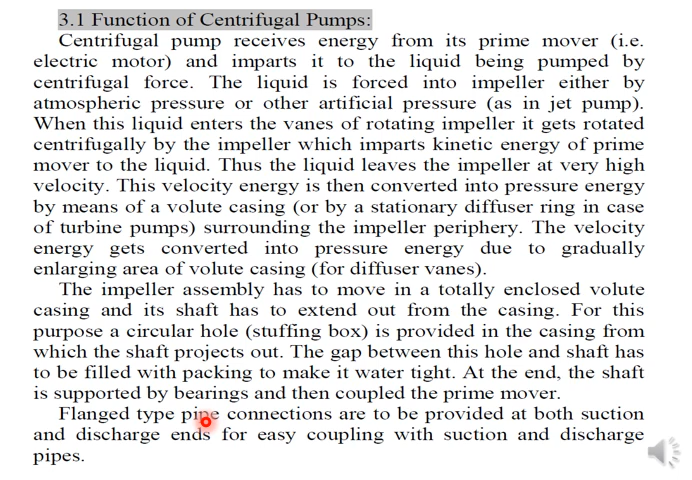 3.1 Function of Centrifugal Pumps:
Centrifugal pump receives energy from its prime mover (i.e.
electric motor) and imparts it to the liquid being pumped by
centrifugal force. The liquid is forced into impeller either by
atmospheric pressure or other artificial pressure (as in jet pump).
When this liquid enters the vanes of rotating impeller it gets rotated
centrifugally by the impeller which imparts kinetic energy of prime
mover to the liquid. Thus the liquid leaves the impeller at very high
velocity. This velocity energy is then converted into pressure energy
by means of a volute casing (or by a stationary diffuser ring in case
of turbine pumps) surrounding the impeller periphery. The velocity
energy gets converted into pressure energy due to gradually
enlarging area of volute casing (for diffuser vanes).
The impeller assembly has to move in a totally enclosed volute
casing and its shaft has to extend out from the casing. For this
purpose a circular hole (stuffing box) is provided in the casing from
which the shaft projects out. The gap between this hole and shaft has
to be filled with packing to make it water tight. At the end, the shaft
is supported by bearings and then coupled the prime mover.
Flanged type pipe connections are to be provided at both suction
and discharge ends for easy coupling with suction and discharge
pipes.